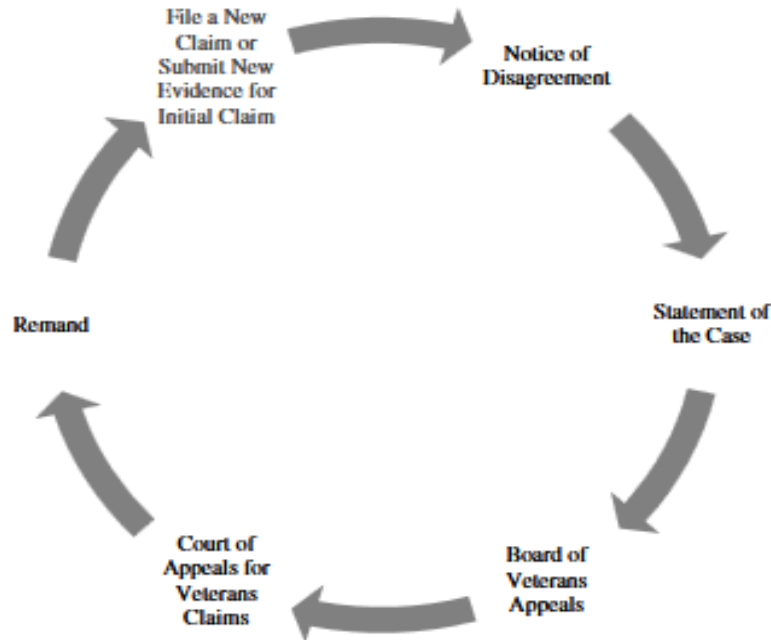 File a New
Claim or
Submit New
Evidence for
Initial Claim
Notice of
Disagreement
Statement of
the Case
Board of
Veterans
Appeals
Court of
Appeals for
Veterans
Claims
Remand